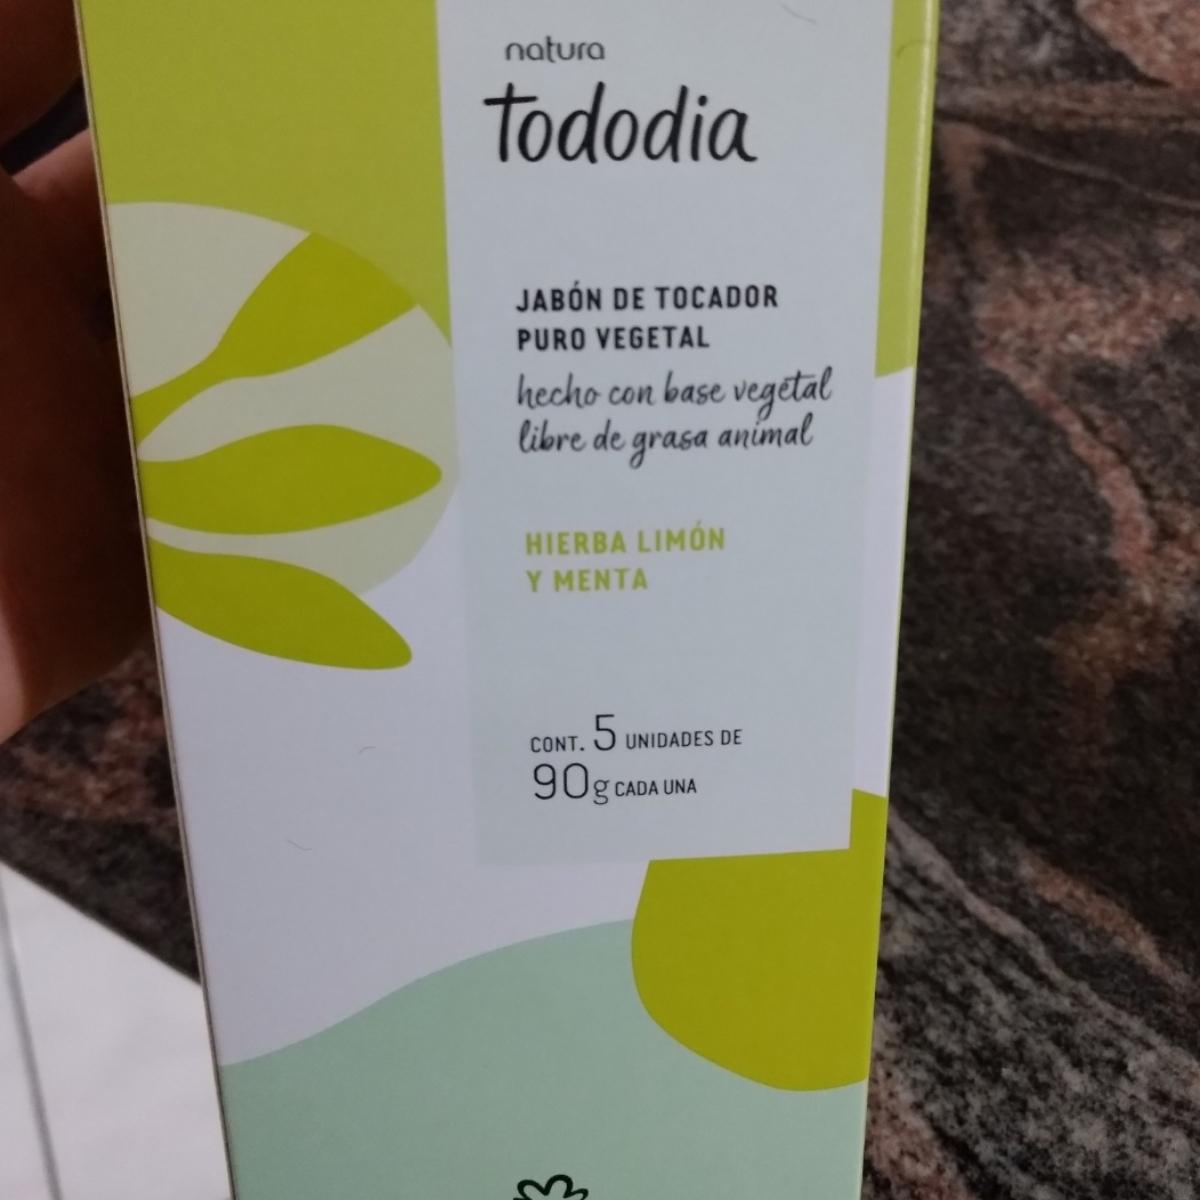 natura
Tododia
JABÓN DE TOCADOR
PURO VEGETAL
hecho con base vegetal
libre de grasa animal
HIERBA LIMÓN
Y MENTA
CONT. 5 UNIDADES DE
90g CADA UNA